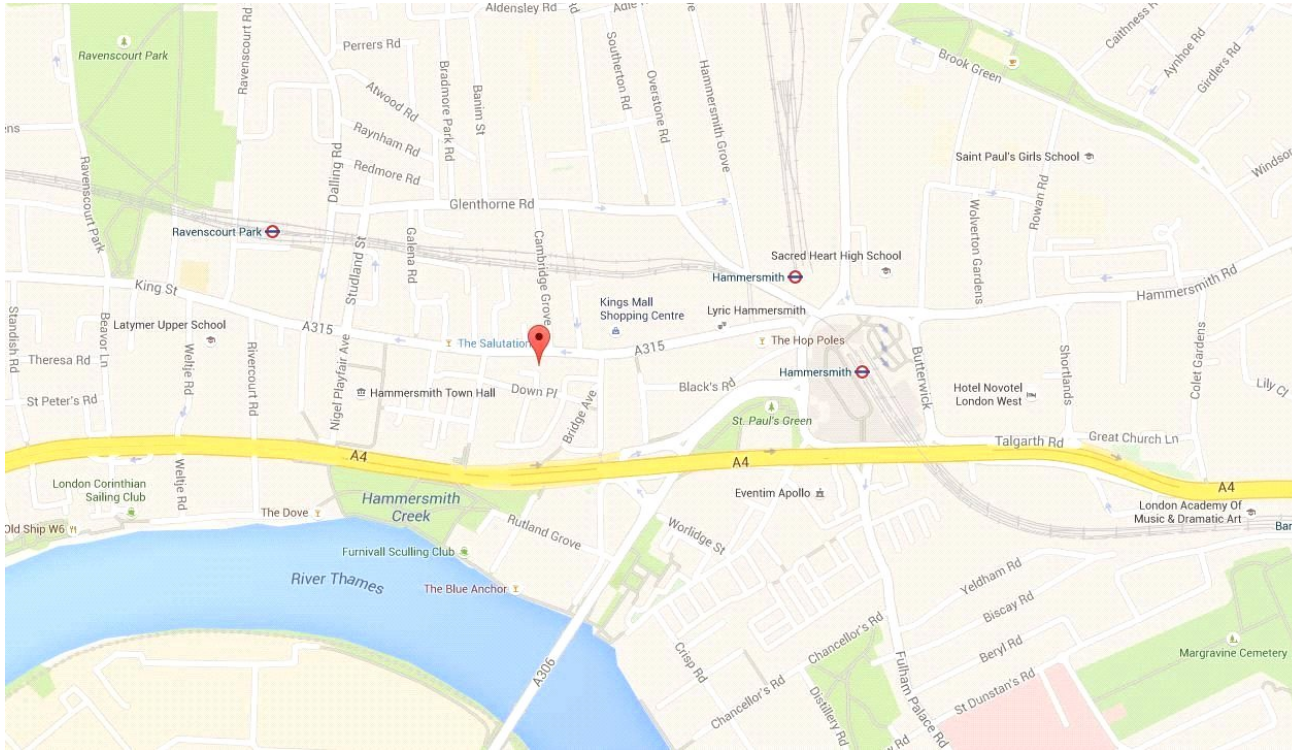 Aldensley Rd
Ravenscourt Park
Ravenscourt Rd
Perrers Rd
Atwood Rd
Raynham Rd
Redmore Rd
Dalling Rd
Bradmore Park Rd
Banim St
Southerton Rd
Overstone Rd
Hammersmith Grove
Brook Green
Caithness Rd
Aynhoe Rd
Girdlers Rd
Saint Paul's Girls School
Windsor
Rowan Rd
Wolverton Gardens
Ravenscourt Park
Glenthorne Rd
Ravenscourt Park
Studland St
Galena Rd
Cambridge Grove
Sacred Heart High School
Hammersmith
Hammersmith Rd
King St
Kings Mall
Shopping Centre
Lyric Hammersmith
Latymer Upper School
A315
The Salutation
A315
The Hop Poles
Standish Rd
Theresa Rd
Beavor Ln
Weltje Rd
Rivercourt Rd
Nigel Playfair Ave
Hammersmith Town Hall
Down Pl
Bridge Ave
Black's Rd
Hammersmith
Butterwick
Hotel Novotel
London West
Shortlands
Colet Gardens
Lily Cl
St Peter's Rd
St. Paul's Green
Talgarth Rd
Great Church Ln
A4
A4
A4
Weltje Rd
London Corinthian
Sailing Club
Hammersmith
Creek
Eventim Apollo
London Academy Of
Music & Dramatic Art
Old Ship W6
The Dove
Rutland Grove
Worlidge St
Furnivall Sculling Club
River Thames
The Blue Anchor
Yeldham Rd
Biscay Rd
Beryl Rd
Margravine Cemetery
A306
Crisp Rd
Chancellor's Rd
Chancellor's Rd
Distillery Rd
Fulham Palace Rd
St Dunstan's Rd